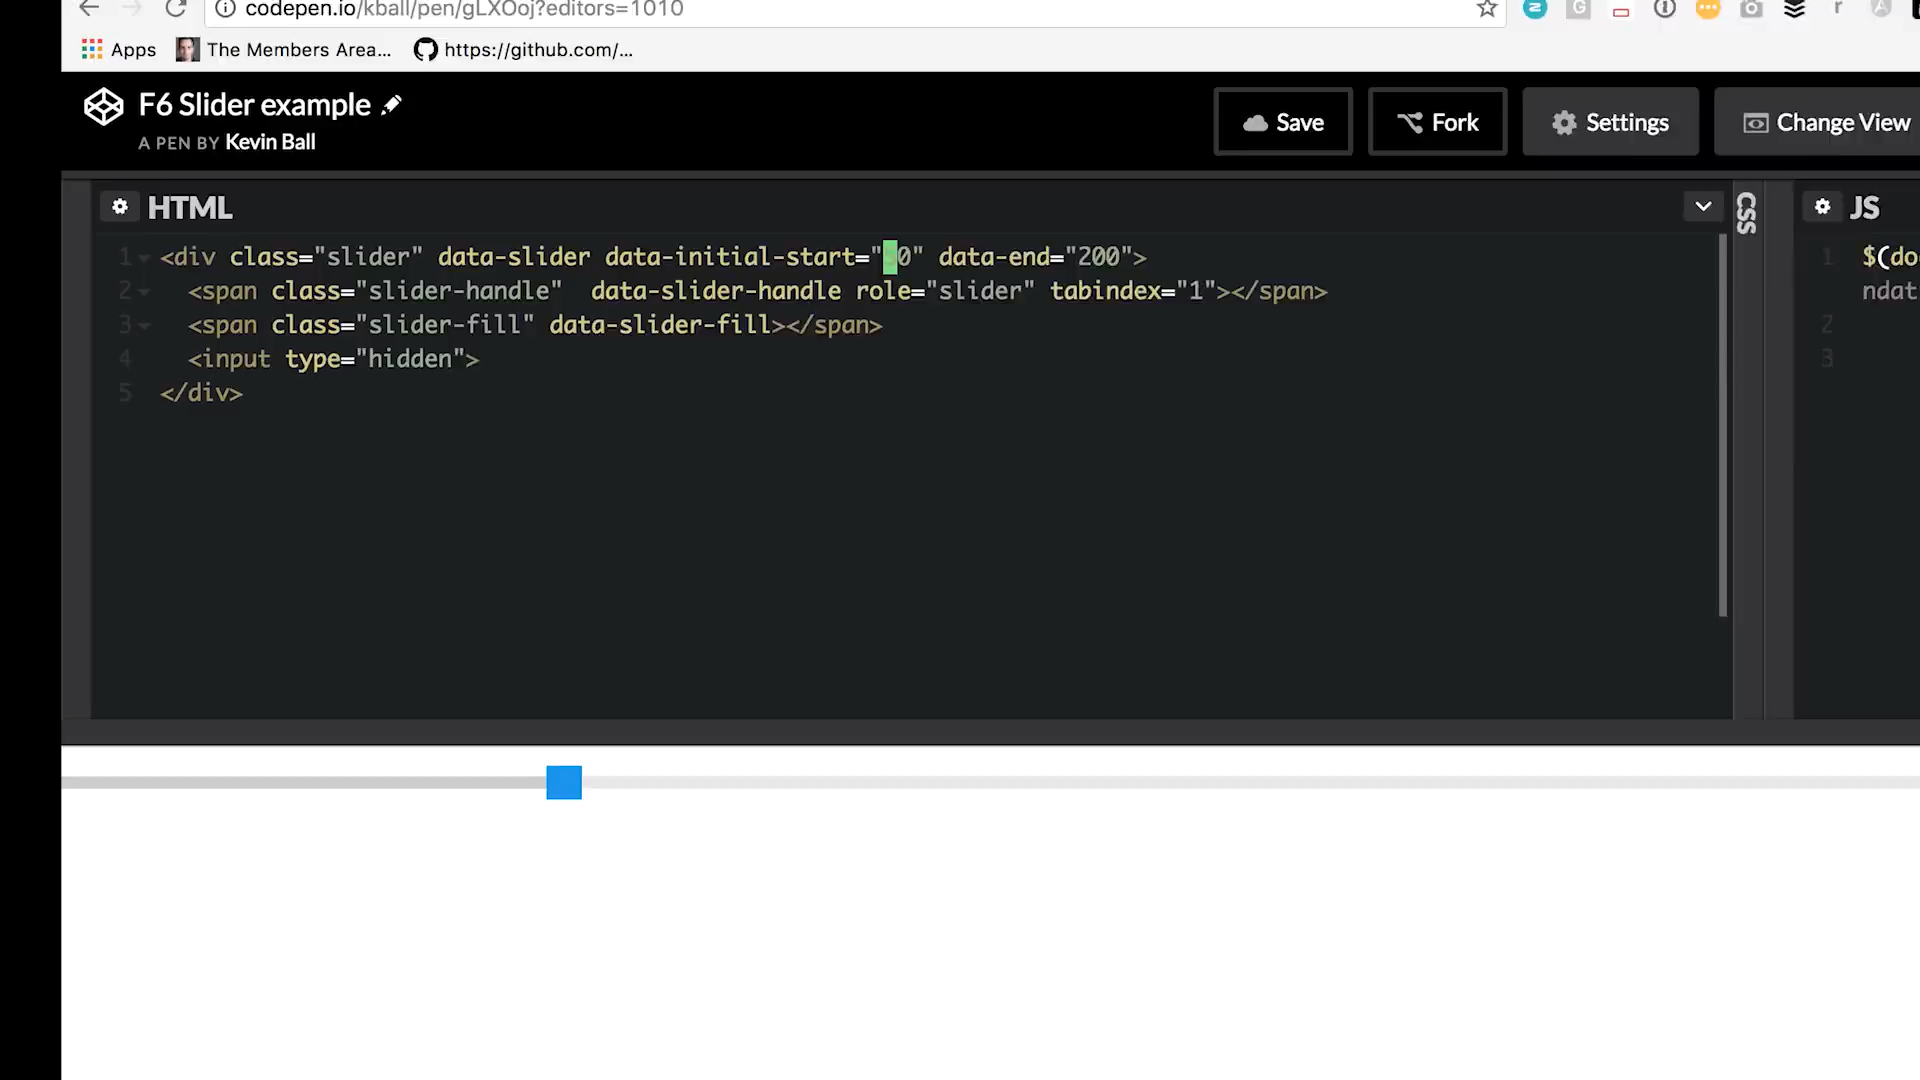 codepen.io/kball/pen/gLXOoj?editors=1010
Apps The Members Area... https://github.com/...
F6 Slider example
A PEN BY Kevin Ball
Save Fork Settings Change View
HTML
CSS
JS
1 <div class="slider" data-slider data-initial-start="50" data-end="200">
2 <span class="slider-handle"  data-slider-handle role="slider" tabindex="1"></span>
3 <span class="slider-fill" data-slider-fill></span>
4 <input type="hidden">
5 </div>
1 $(do
ndat
2
3